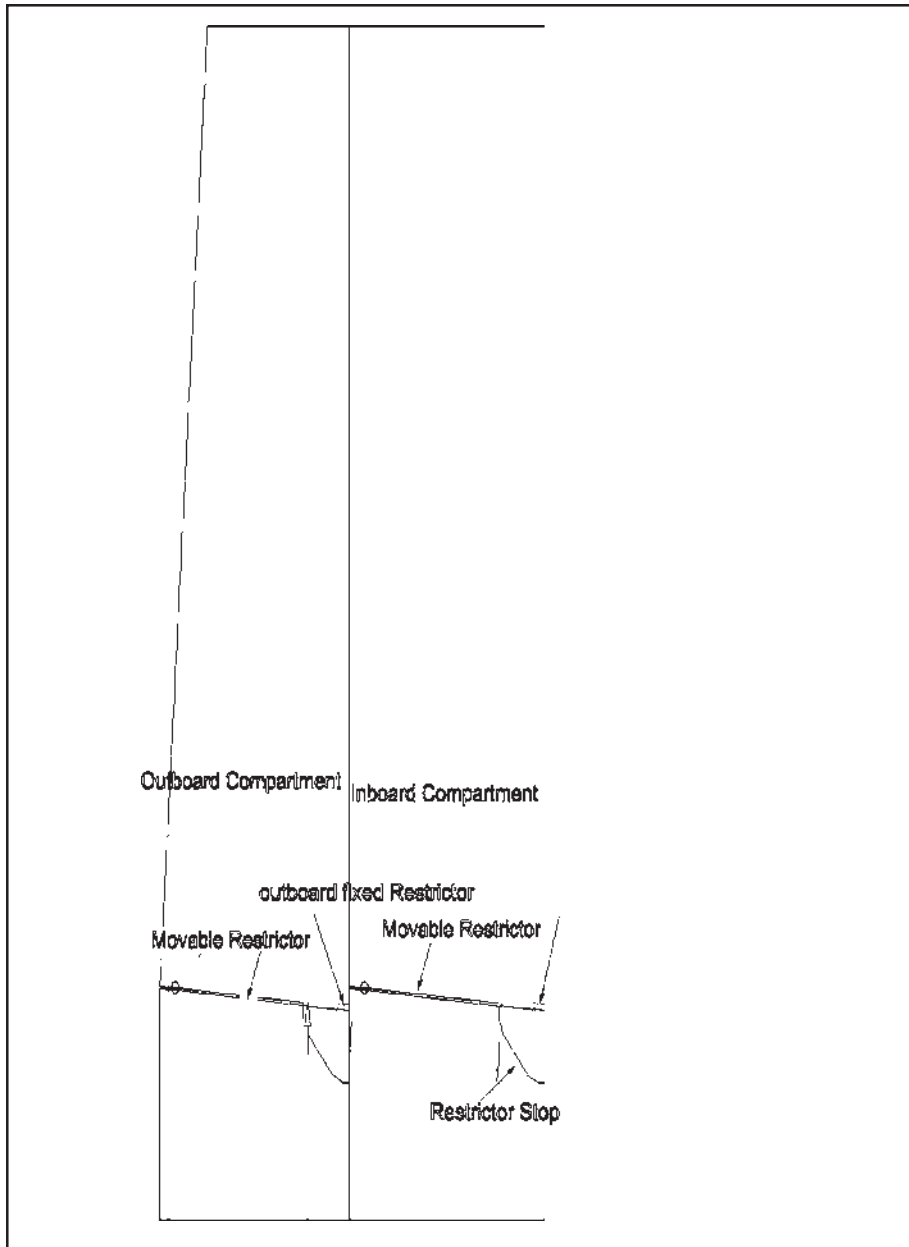 Outboard Compartment
Inboard Compartment
outboard fixed Restrictor
Movable Restrictor
Movable Restrictor
Restrictor Stop